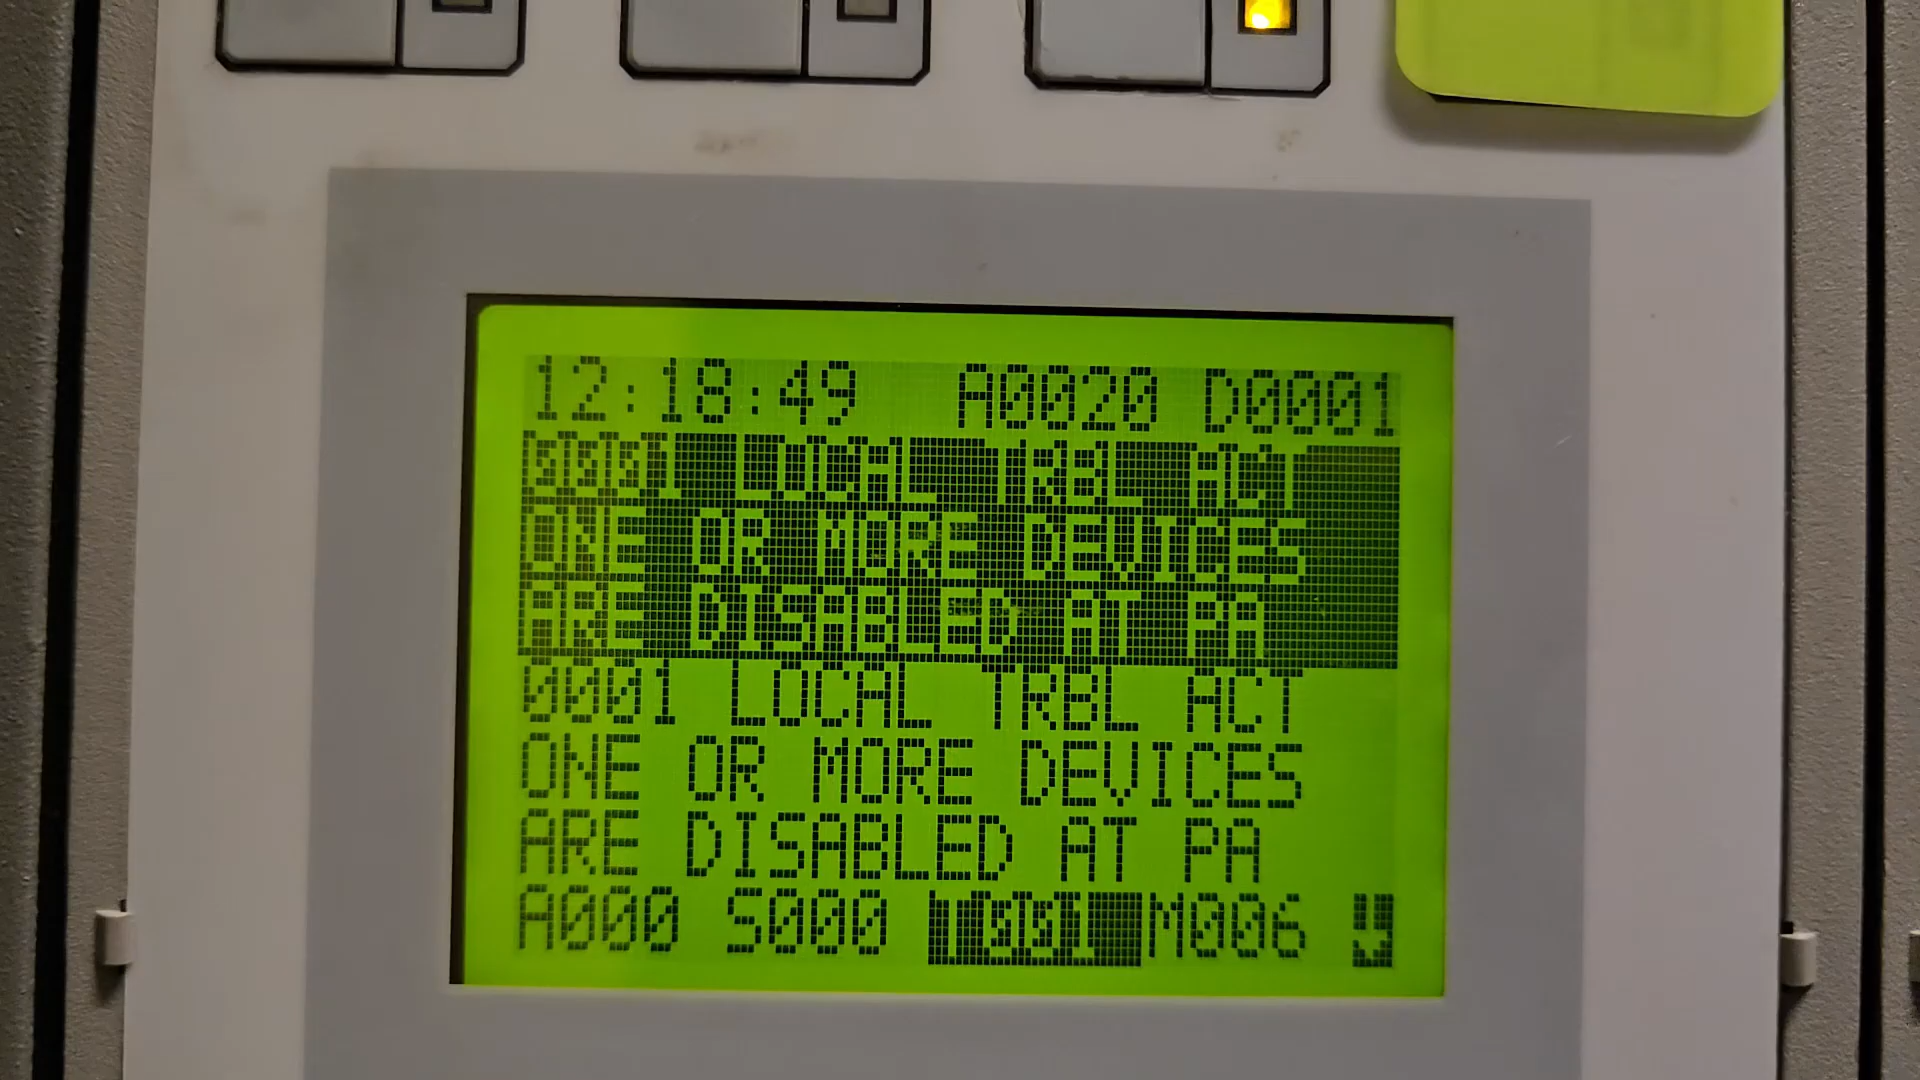 12:18:49 A0020 D0001
0001 LOCAL TRBL ACT
ONE OR MORE DEVICES
ARE DISABLED AT PA
0001 LOCAL TRBL ACT
ONE OR MORE DEVICES
ARE DISABLED AT PA
A000 S000 T001 M006